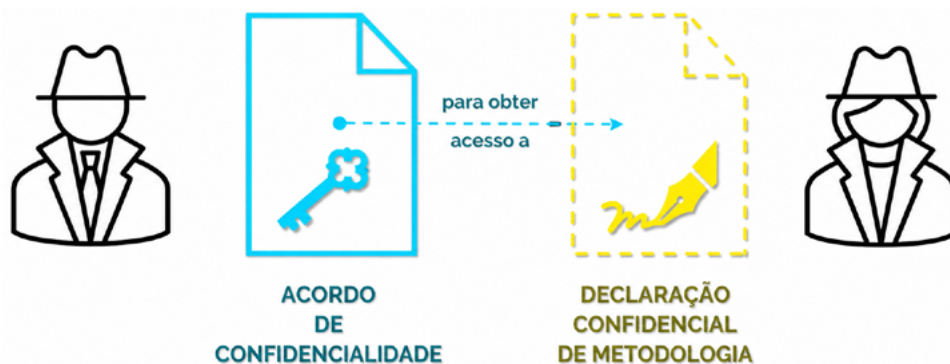 para obter
acesso a
ACORDO
DE
CONFIDENCIALIDADE
DECLARAÇÃO
CONFIDENCIAL
DE METODOLOGIA